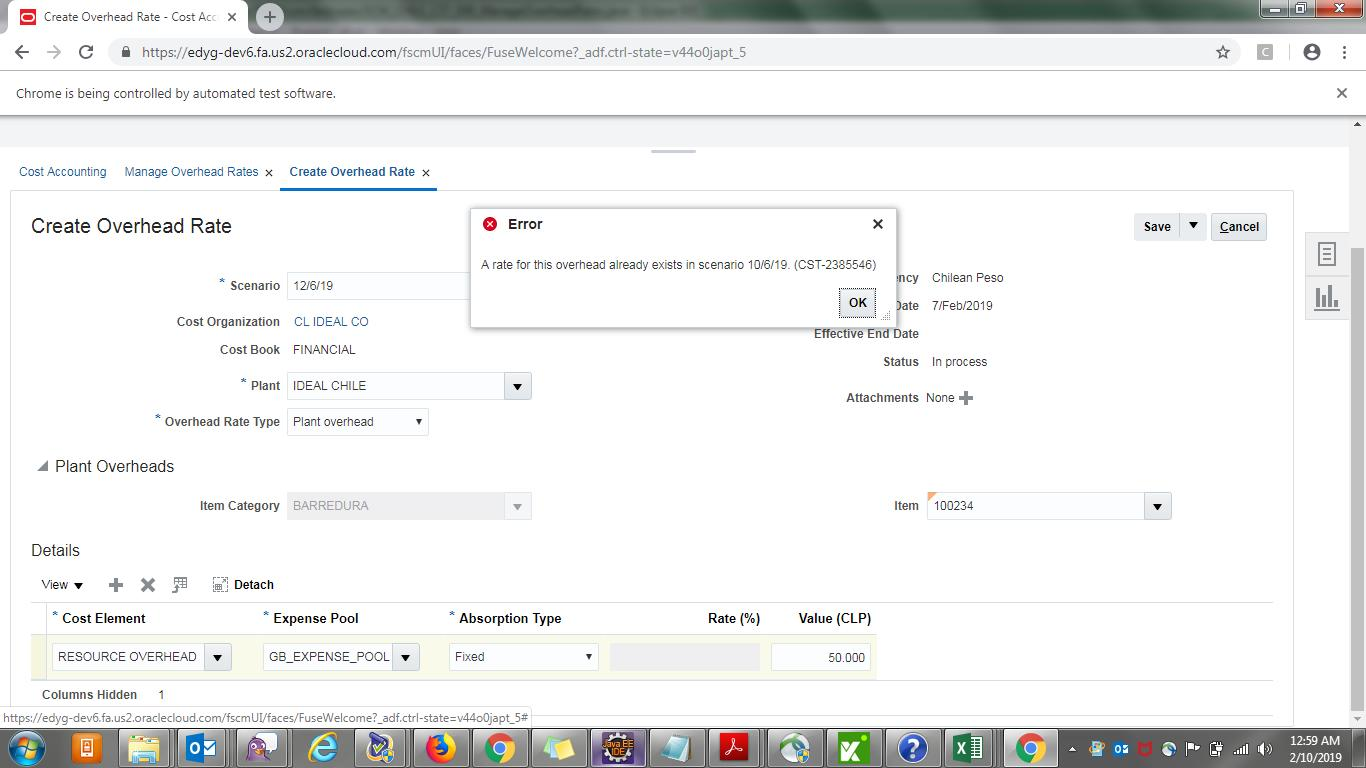 Create Overhead Rate - Cost Acc
https://edyg-dev6.fa.us2.oraclecloud.com/fscmUI/faces/FuseWelcome?_adf.ctrl-state=v44o0japt_5
Chrome is being controlled by automated test software.
Cost Accounting Manage Overhead Rates Create Overhead Rate
Create Overhead Rate
Error
Save Cancel
A rate for this overhead already exists in scenario 10/6/19. (CST-2385546)
OK
* Scenario 12/6/19
ency Chilean Peso
Cost Organization CL IDEAL CO
Date 7/Feb/2019
Effective End Date
Cost Book FINANCIAL
Status In process
* Plant IDEAL CHILE
Attachments None
* Overhead Rate Type Plant overhead
Plant Overheads
Item Category BARREDURA
Item 100234
Details
View Detach
* Cost Element * Expense Pool * Absorption Type Rate (%) Value (CLP)
RESOURCE OVERHEAD GB_EXPENSE_POOL Fixed 50.000
Columns Hidden 1
https://edyg-dev6.fa.us2.oraclecloud.com/fscmUI/faces/FuseWelcome?_adf.ctrl-state=v44o0japt_5#
Java EE
IDE
12:59 AM
2/10/2019